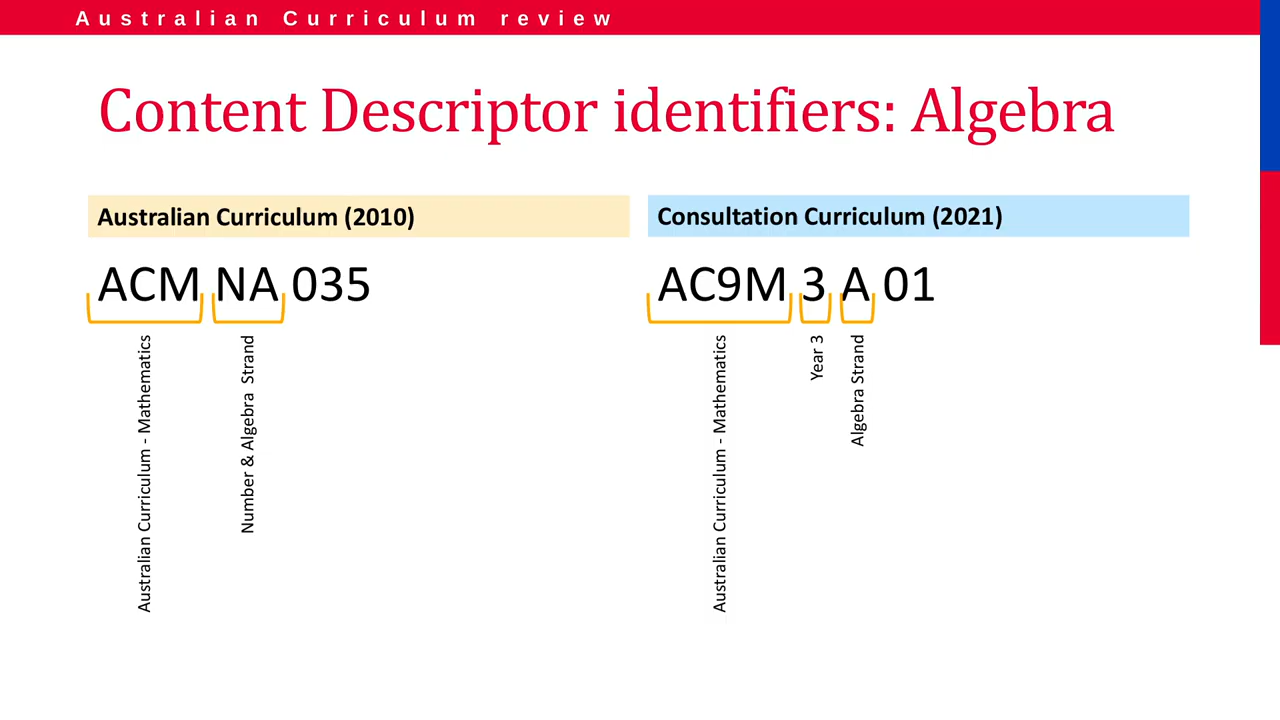 Australian Curriculum review
Content Descriptor identifiers: Algebra
Australian Curriculum (2010)
ACM NA 035
Australian Curriculum - Mathematics
Number & Algebra Strand
Consultation Curriculum (2021)
AC9M 3 A 01
Australian Curriculum - Mathematics
Year 3
Algebra Strand